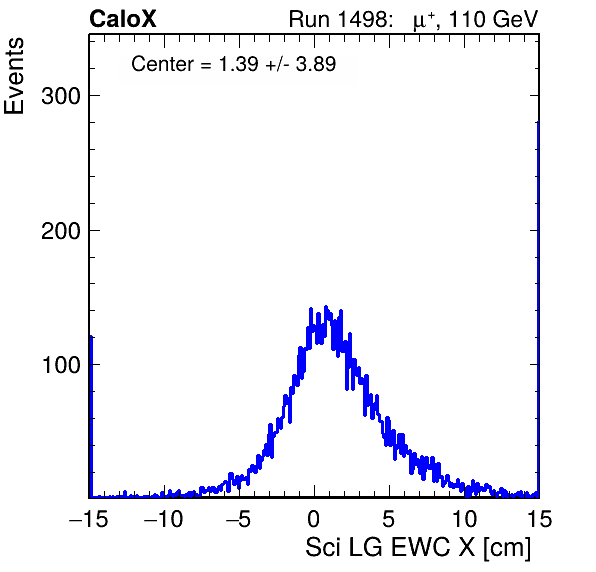 CaloX Run 1498: μ⁺, 110 GeV
Events
Center = 1.39 +/- 3.89
300
200
100
−15 −10 −5 0 5 10 15
Sci LG EWC X [cm]